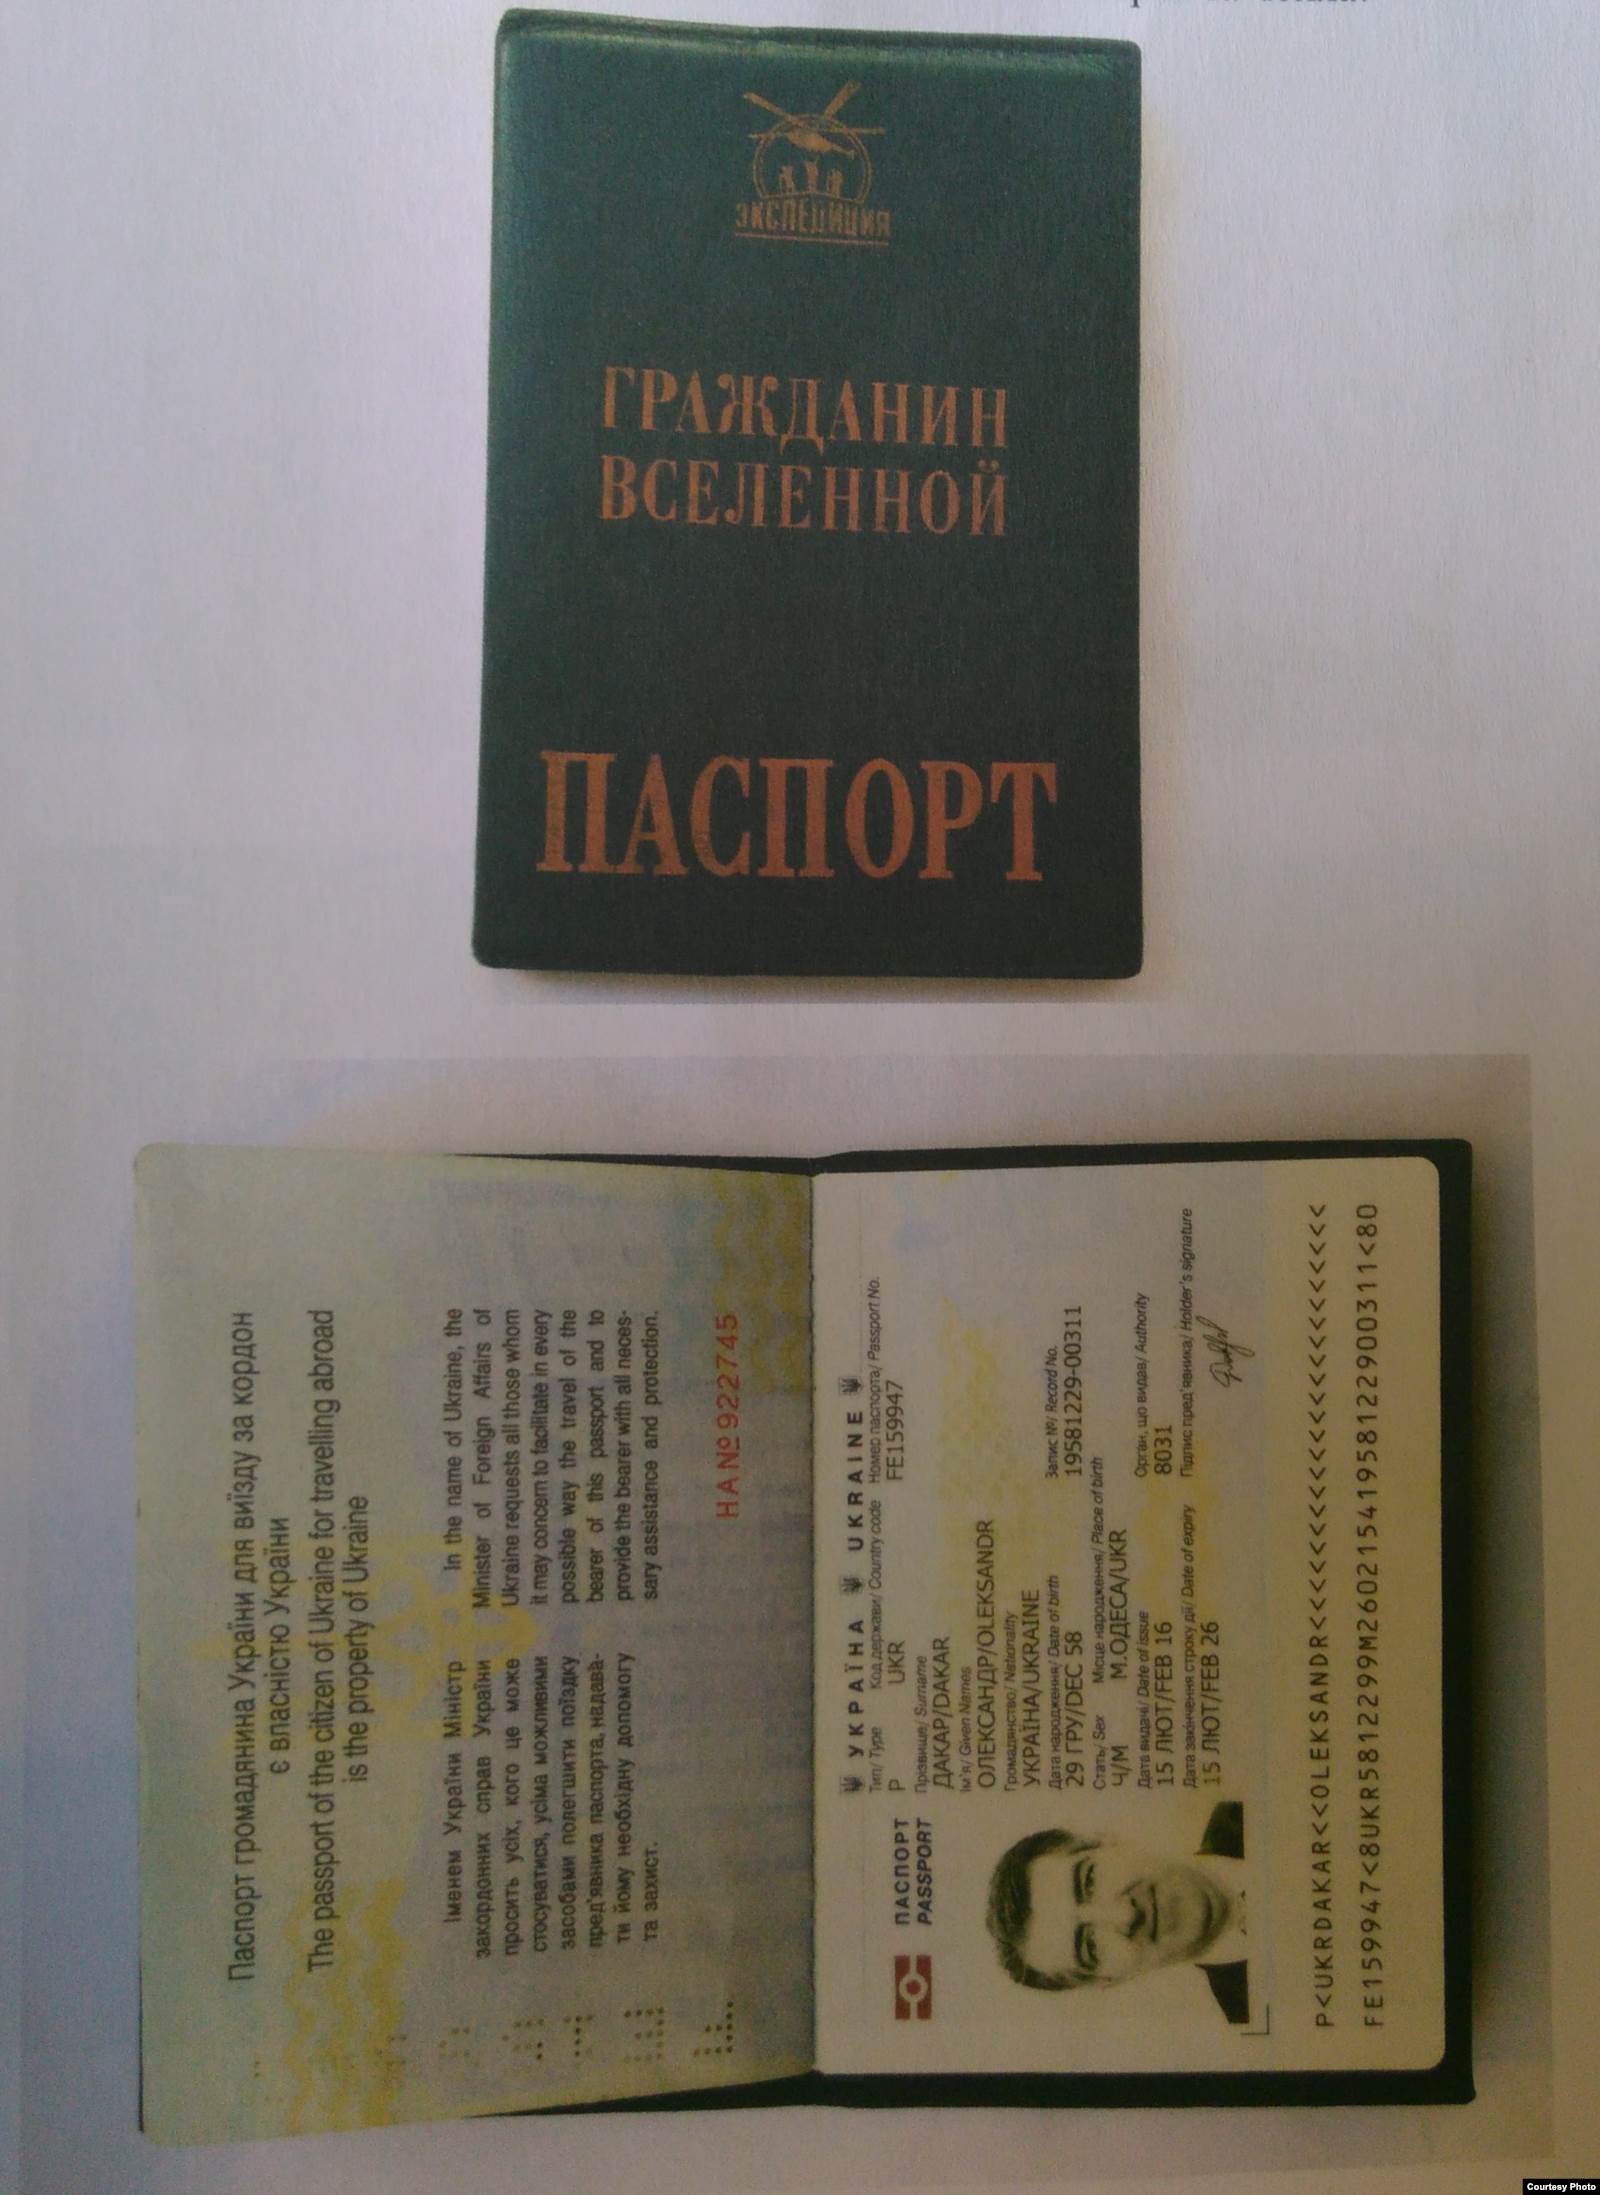 ЭКСПЕДИЦИЯ
ГРАЖДАНИН
ВСЕЛЕННОЙ
ПАСПОРТ
Паспорт громадянина України для виїзду за кордон
є власністю України
The passport of the citizen of Ukraine for travelling abroad
is the property of Ukraine
Іменем України Міністр
закордонних справ України
просить усіх, кого це може
стосуватися, усіма можливими
засобами полегшити поїздку
пред'явника паспорта, надава-
ти йому необхідну допомогу
та захист.
In the name of Ukraine, the
Minister of Foreign Affairs of
Ukraine requests all those whom
it may concern to facilitate in every
possible way the travel of the
bearer of this passport and to
provide the bearer with all neces-
sary assistance and protection.
НА№922745
ПАСПОРТ
PASSPORT
УКРАЇНА UKRAINE
Тип/ Type Код держави/ Country code Номер паспорта/ Passport No.
P UKR FE159947
Прізвище/ Surname
ДАКАР/DAKAR
Ім'я/ Given Names
ОЛЕКСАНДР/OLEKSANDR
Громадянство/ Nationality
УКРАЇНА/UKRAINE
Дата народження/ Date of birth Запис №/ Record No.
29 ГРУ/DEC 58 19581229-00311
Стать/ Sex Місце народження/ Place of birth
Ч/M М.ОДЕСА/UKR
Дата видачі/ Date of issue Орган, що видав/ Authority
15 ЛЮТ/FEB 16 8031
Дата закінчення строку дії/ Date of expiry Підпис пред'явника/ Holder's signature
15 ЛЮТ/FEB 26
P<UKRDAKAR<<OLEKSANDR<<<<<<<<<<<<<<<<<<<<<<<
FE159947<8UKR5812299M2602154195812290031​1<80
Courtesy Photo